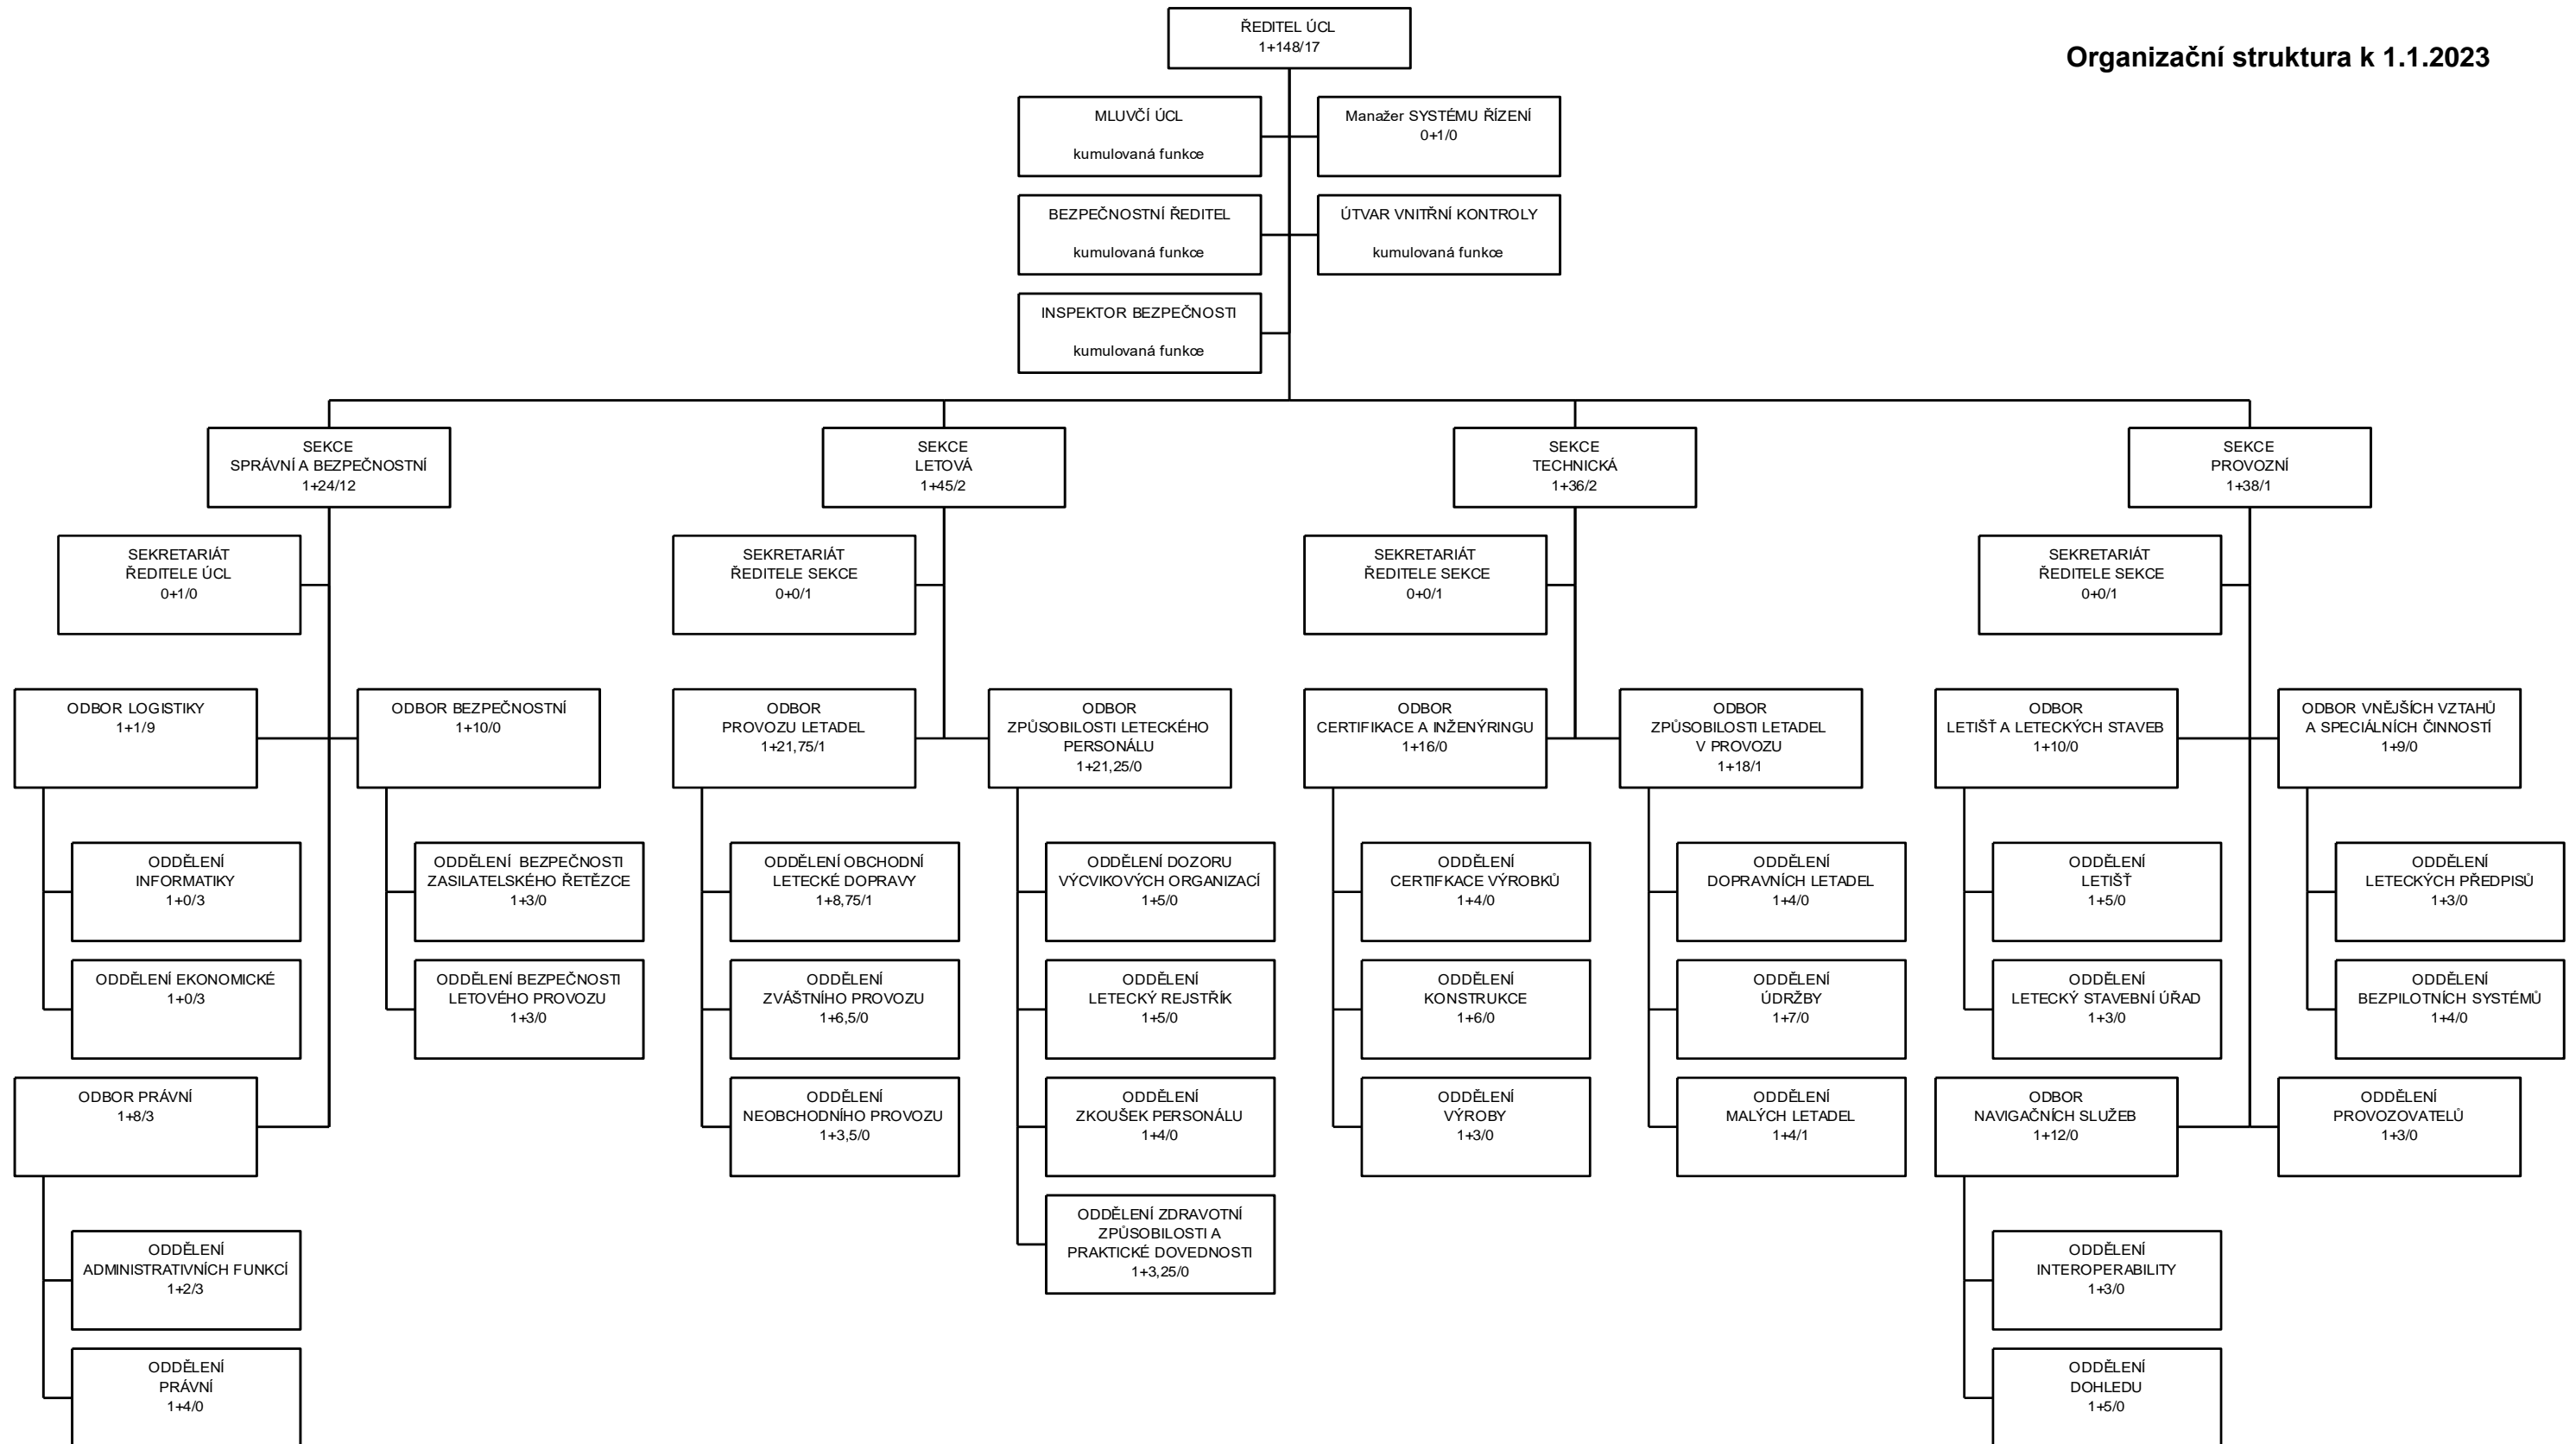 ŘEDITEL ÚCL
1+148/17
Organizační struktura k 1.1.2023
MLUVČÍ ÚCL
kumulovaná funkce
Manažer SYSTÉMU ŘÍZENÍ
0+1/0
BEZPEČNOSTNÍ ŘEDITEL
kumulovaná funkce
ÚTVAR VNITŘNÍ KONTROLY
kumulovaná funkce
INSPEKTOR BEZPEČNOSTI
kumulovaná funkce
SEKCE
SPRÁVNÍ A BEZPEČNOSTNÍ
1+24/12
SEKCE
LETOVÁ
1+45/2
SEKCE
TECHNICKÁ
1+36/2
SEKCE
PROVOZNÍ
1+38/1
SEKRETARIÁT
ŘEDITELE ÚCL
0+1/0
SEKRETARIÁT
ŘEDITELE SEKCE
0+0/1
SEKRETARIÁT
ŘEDITELE SEKCE
0+0/1
SEKRETARIÁT
ŘEDITELE SEKCE
0+0/1
ODBOR LOGISTIKY
1+1/9
ODBOR BEZPEČNOSTNÍ
1+10/0
ODBOR
PROVOZU LETADEL
1+21,75/1
ODBOR
ZPŮSOBILOSTI LETECKÉHO
PERSONÁLU
1+21,25/0
ODBOR
CERTIFIKACE A INŽENÝRINGU
1+16/0
ODBOR
ZPŮSOBILOSTI LETADEL
V PROVOZU
1+18/1
ODBOR
LETIŠŤ A LETECKÝCH STAVEB
1+10/0
ODBOR VNĚJŠÍCH VZTAHŮ
A SPECIÁLNÍCH ČINNOSTÍ
1+9/0
ODDĚLENÍ
INFORMATIKY
1+0/3
ODDĚLENÍ BEZPEČNOSTI
ZASILATELSKÉHO ŘETĚZCE
1+3/0
ODDĚLENÍ OBCHODNÍ
LETECKÉ DOPRAVY
1+8,75/1
ODDĚLENÍ DOZORU
VÝCVIKOVÝCH ORGANIZACÍ
1+5/0
ODDĚLENÍ
CERTIFKACE VÝROBKŮ
1+4/0
ODDĚLENÍ
DOPRAVNÍCH LETADEL
1+4/0
ODDĚLENÍ
LETIŠŤ
1+5/0
ODDĚLENÍ
LETECKÝCH PŘEDPISŮ
1+3/0
ODDĚLENÍ EKONOMICKÉ
1+0/3
ODDĚLENÍ BEZPEČNOSTI
LETOVÉHO PROVOZU
1+3/0
ODDĚLENÍ
ZVÁŠTNÍHO PROVOZU
1+6,5/0
ODDĚLENÍ
LETECKÝ REJSTŘÍK
1+5/0
ODDĚLENÍ
KONSTRUKCE
1+6/0
ODDĚLENÍ
ÚDRŽBY
1+7/0
ODDĚLENÍ
LETECKÝ STAVEBNÍ ÚŘAD
1+3/0
ODDĚLENÍ
BEZPILOTNÍCH SYSTÉMŮ
1+4/0
ODBOR PRÁVNÍ
1+8/3
ODDĚLENÍ
NEOBCHODNÍHO PROVOZU
1+3,5/0
ODDĚLENÍ
ZKOUŠEK PERSONÁLU
1+4/0
ODDĚLENÍ
VÝROBY
1+3/0
ODDĚLENÍ
MALÝCH LETADEL
1+4/1
ODBOR
NAVIGAČNÍCH SLUŽEB
1+12/0
ODDĚLENÍ
PROVOZOVATELŮ
1+3/0
ODDĚLENÍ ZDRAVOTNÍ
ZPŮSOBILOSTI A
PRAKTICKÉ DOVEDNOSTI
1+3,25/0
ODDĚLENÍ
ADMINISTRATIVNÍCH FUNKCÍ
1+2/3
ODDĚLENÍ
INTEROPERABILITY
1+3/0
ODDĚLENÍ
PRÁVNÍ
1+4/0
ODDĚLENÍ
DOHLEDU
1+5/0